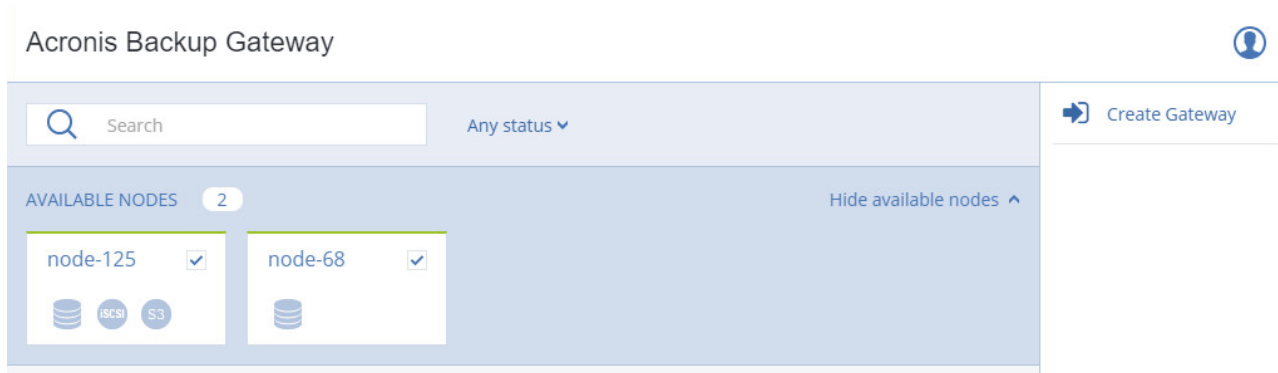 Acronis Backup Gateway
Search
Any status
Create Gateway
AVAILABLE NODES 2
Hide available nodes
node-125
node-68
iSCSI
S3